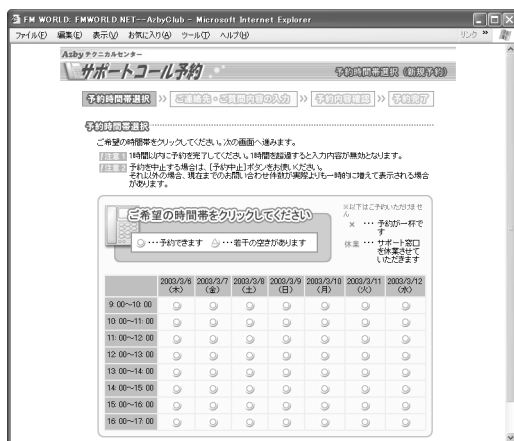 FM WORLD: FMWORLD.NET--AzbyClub - Microsoft Internet Explorer
ファイル(F) 編集(E) 表示(V) お気に入り(A) ツール(T) ヘルプ(H) リンク »
Azby テクニカルセンター
サポートコール予約
予約時間帯選択(新規予約)
予約時間帯選択 » ご連絡先・ご質問内容の入力 » 予約内容確認 » 予約完了
予約時間帯選択
ご希望の時間帯をクリックしてください。次の画面へ進みます。
注意1 1時間以内に予約を完了してください。1時間を超過すると入力内容が無効となります。
注意2 予約を中止する場合は、[予約中止]ボタンをお使いください。
それ以外の場合、現在までのお問い合わせ件数が実際よりも一時的に増えて表示される場合
があります。
ご希望の時間帯をクリックしてください
○・・・予約できます △・・・若干の空きがあります
※以下はご予約いただけませ
ん
× ・・・ 予約が一杯で
す
休業 ・・・ サポート窓口
を休業させて
いただきます
2003/3/6 2003/3/7 2003/3/8 2003/3/9 2003/3/10 2003/3/11 2003/3/12
(木) (金) (土) (日) (月) (火) (水)
9:00～10:00 ○ ○ ○ ○ ○ ○ ○
10:00～11:00 ○ ○ ○ ○ ○ ○ ○
11:00～12:00 ○ ○ ○ ○ ○ ○ ○
12:00～13:00 ○ ○ ○ ○ ○ ○ ○
13:00～14:00 ○ ○ ○ ○ ○ ○ ○
14:00～15:00 ○ ○ ○ ○ ○ ○ ○
15:00～16:00 ○ ○ ○ ○ ○ ○ ○
16:00～17:00 ○ ○ ○ ○ ○ ○ ○